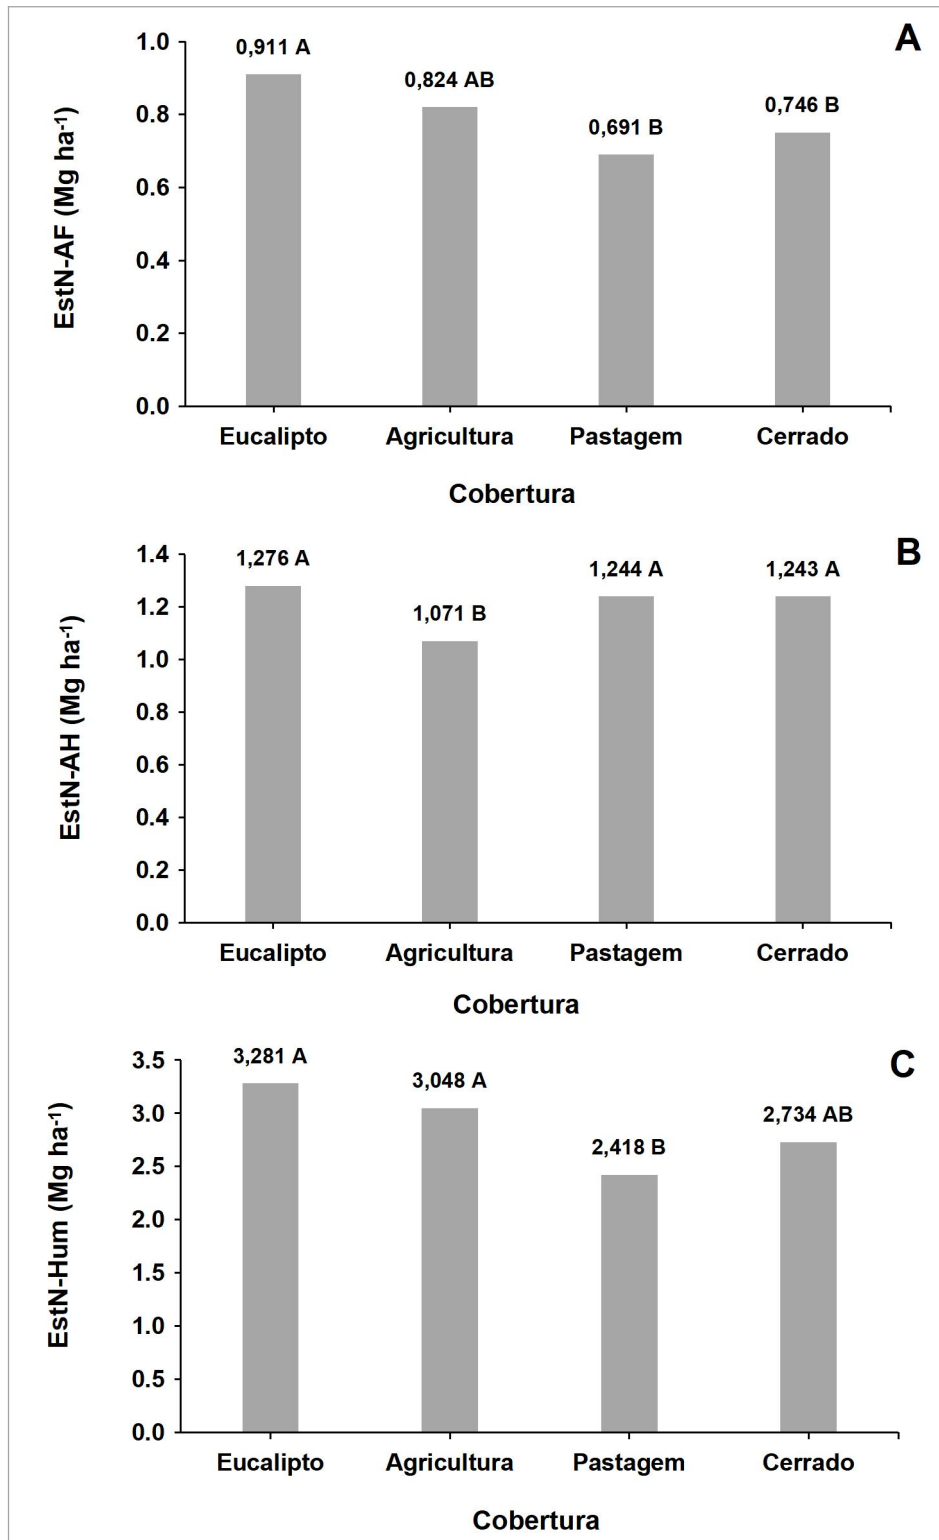 A
EstN-AF (Mg ha⁻¹)
1.0
0.8
0.6
0.4
0.2
0.0
0,911 A
0,824 AB
0,691 B
0,746 B
Eucalipto Agricultura Pastagem Cerrado
Cobertura
B
EstN-AH (Mg ha⁻¹)
1.4
1.2
1.0
0.8
0.6
0.4
0.2
0.0
1,276 A
1,071 B
1,244 A
1,243 A
Eucalipto Agricultura Pastagem Cerrado
Cobertura
C
EstN-Hum (Mg ha⁻¹)
3.5
3.0
2.5
2.0
1.5
1.0
0.5
0.0
3,281 A
3,048 A
2,418 B
2,734 AB
Eucalipto Agricultura Pastagem Cerrado
Cobertura